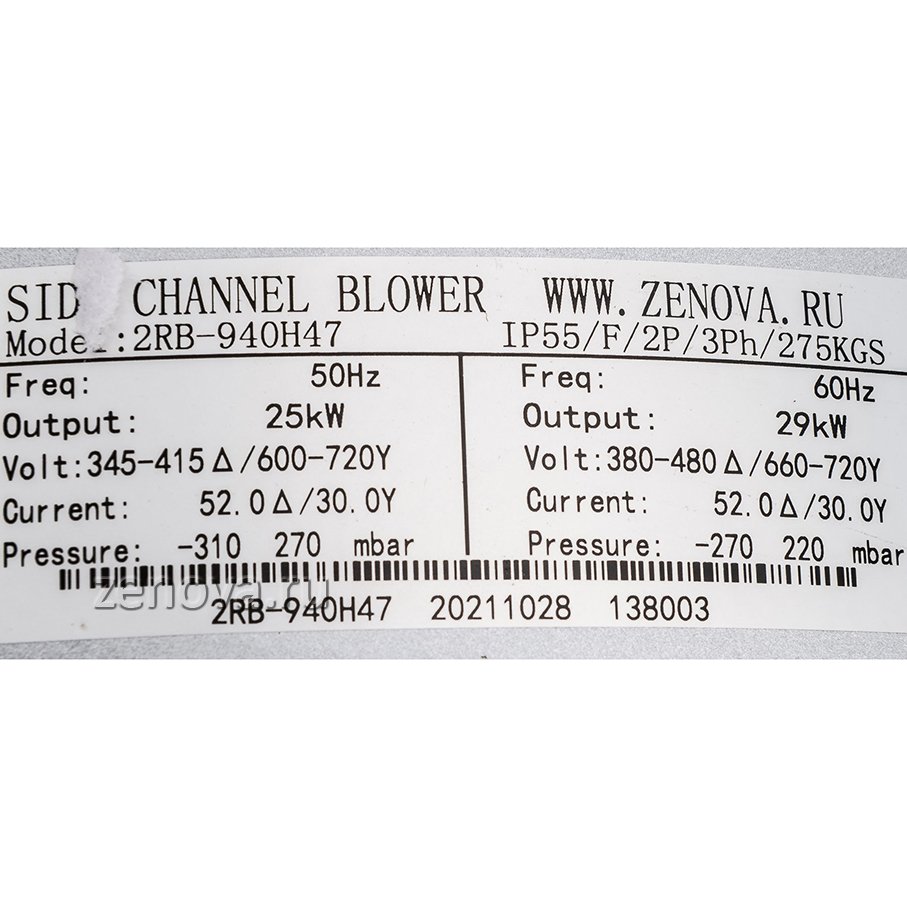 SID CHANNEL BLOWER WWW.ZENOVA.RU
Model:2RB-940H47 IP55/F/2P/3Ph/275KGS
Freq: 50Hz
Output: 25kW
Volt:345-415Δ/600-720Y
Current: 52.0Δ/30.0Y
Pressure: -310 270 mbar
Freq: 60Hz
Output: 29kW
Volt:380-480Δ/660-720Y
Current: 52.0Δ/30.0Y
Pressure: -270 220 mbar
zenova.ru
2RB-940H47 20211028 138003